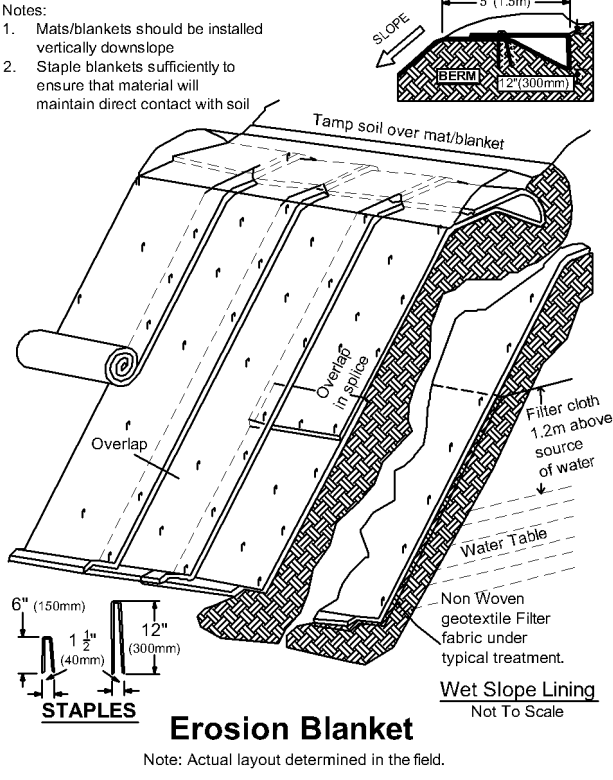 Notes:
1. Mats/blankets should be installed
vertically downslope
2. Staple blankets sufficiently to
ensure that material will
maintain direct contact with soil
5' (1.5m)
SLOPE
BERM
12"(300mm)
Tamp soil over mat/blanket
Overlap
in splice
Overlap
Filter cloth
1.2m above
source
of water
Water Table
Non Woven
geotextile Filter
fabric under
typical treatment.
6" (150mm)
1 1/2"
(40mm)
12"
(300mm)
STAPLES
Wet Slope Lining
Not To Scale
Erosion Blanket
Note: Actual layout determined in the field.